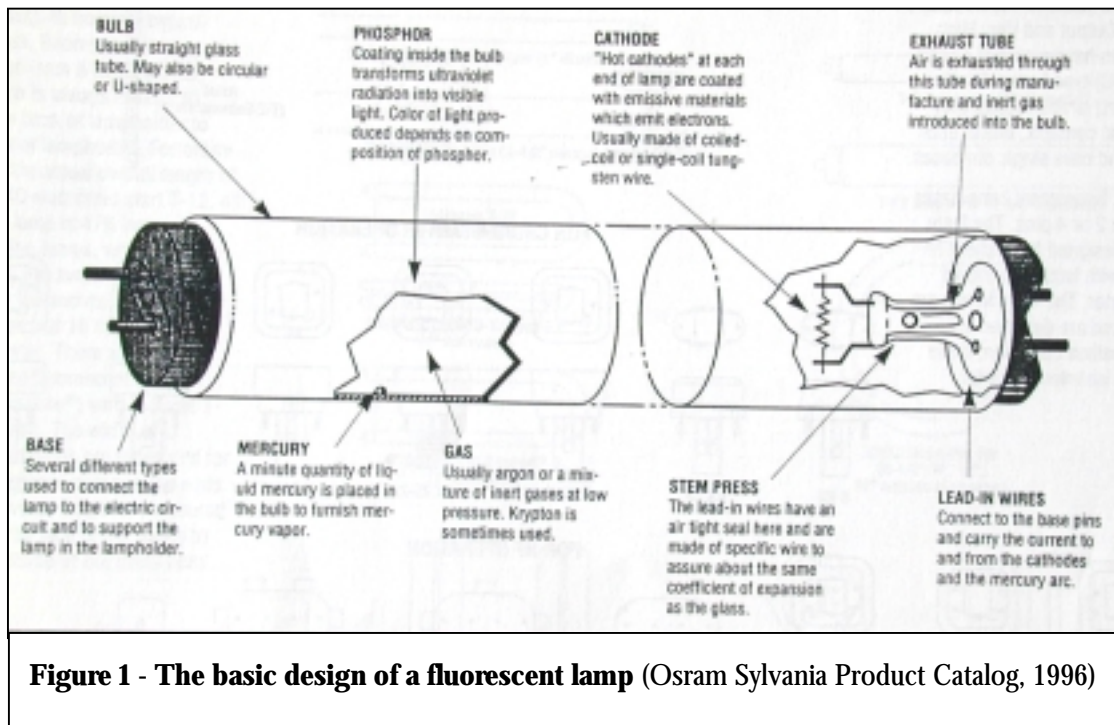 BULB
Usually straight glass
tube. May also be circular
or U-shaped.
PHOSPHOR
Coating inside the bulb
transforms ultraviolet
radiation into visible
light. Color of light pro-
duced depends on com-
position of phosphor.
CATHODE
"Hot cathodes" at each
end of lamp are coated
with emissive materials
which emit electrons.
Usually made of coiled-
coil or single-coil tung-
sten wire.
EXHAUST TUBE
Air is exhausted through
this tube during manu-
facture and inert gas
introduced into the bulb.
BASE
Several different types
used to connect the
lamp to the electric cir-
cuit and to support the
lamp in the lampholder.
MERCURY
A minute quantity of liq-
uid mercury is placed in
the bulb to furnish mer-
cury vapor.
GAS
Usually argon or a mix-
ture of inert gases at low
pressure. Krypton is
sometimes used.
STEM PRESS
The lead-in wires have an
air tight seal here and are
made of specific wire to
assure about the same
coefficient of expansion
as the glass.
LEAD-IN WIRES
Connect to the base pins
and carry the current to
and from the cathodes
and the mercury arc.
Figure 1 - The basic design of a fluorescent lamp (Osram Sylvania Product Catalog, 1996)